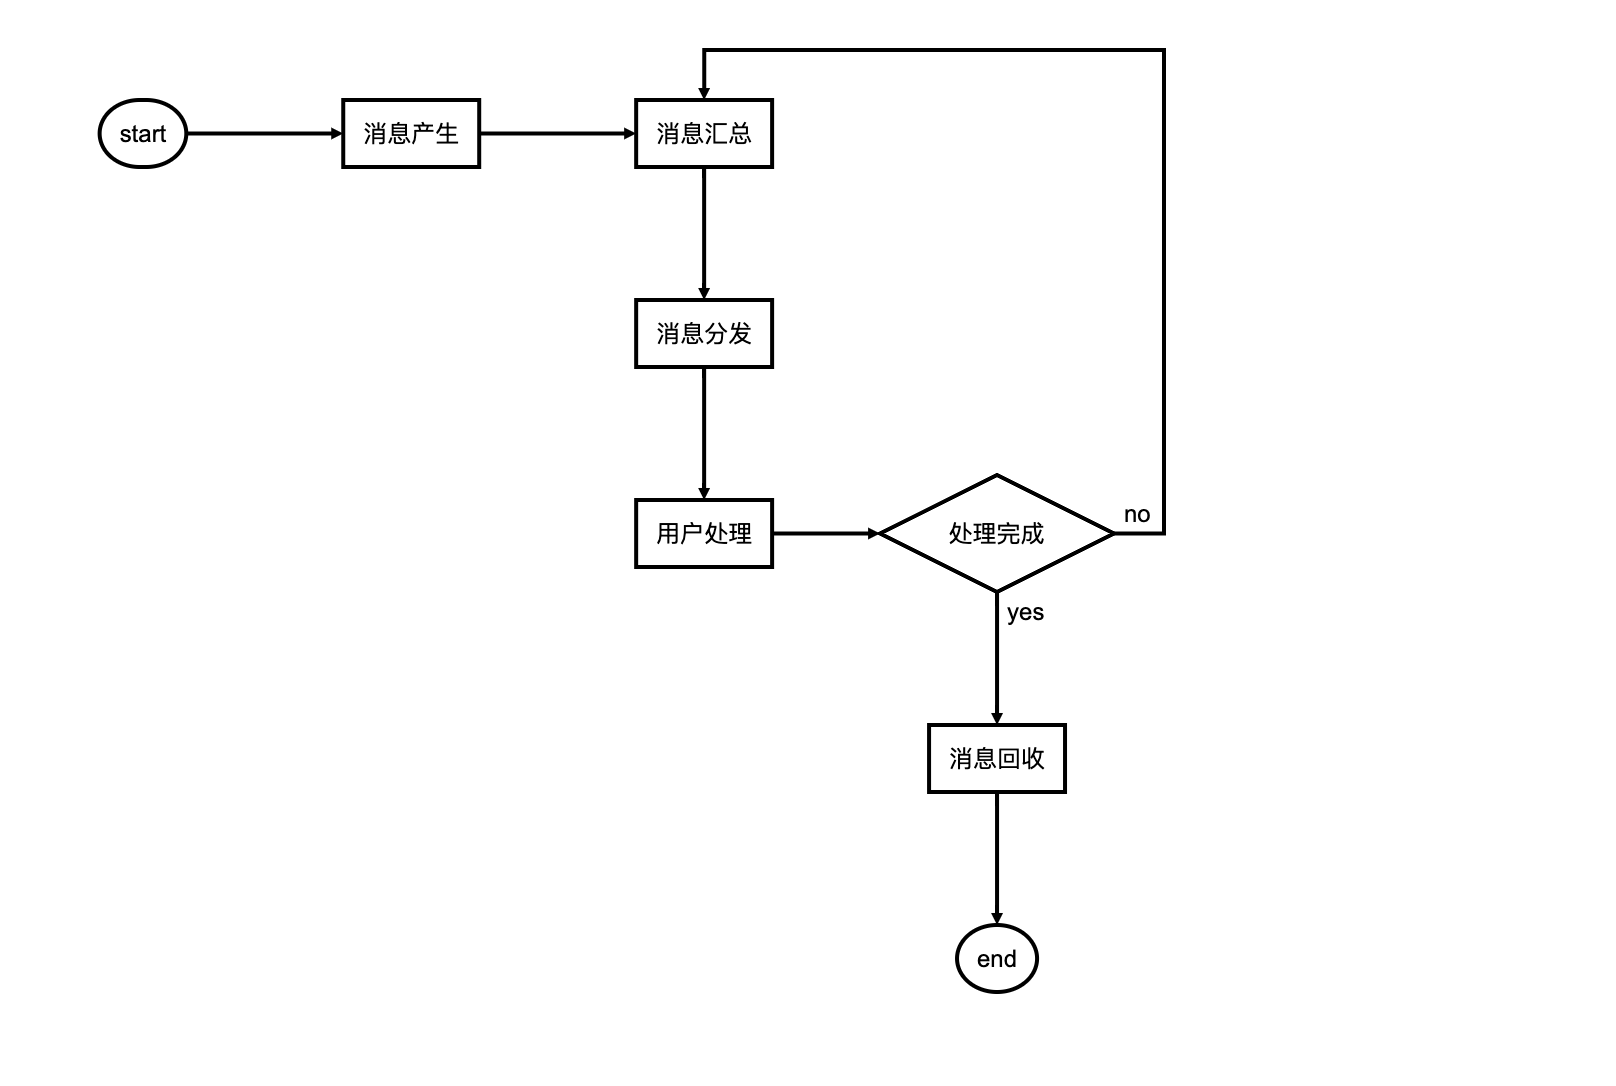 start
消息产生
消息汇总
消息分发
用户处理
处理完成
no
yes
消息回收
end